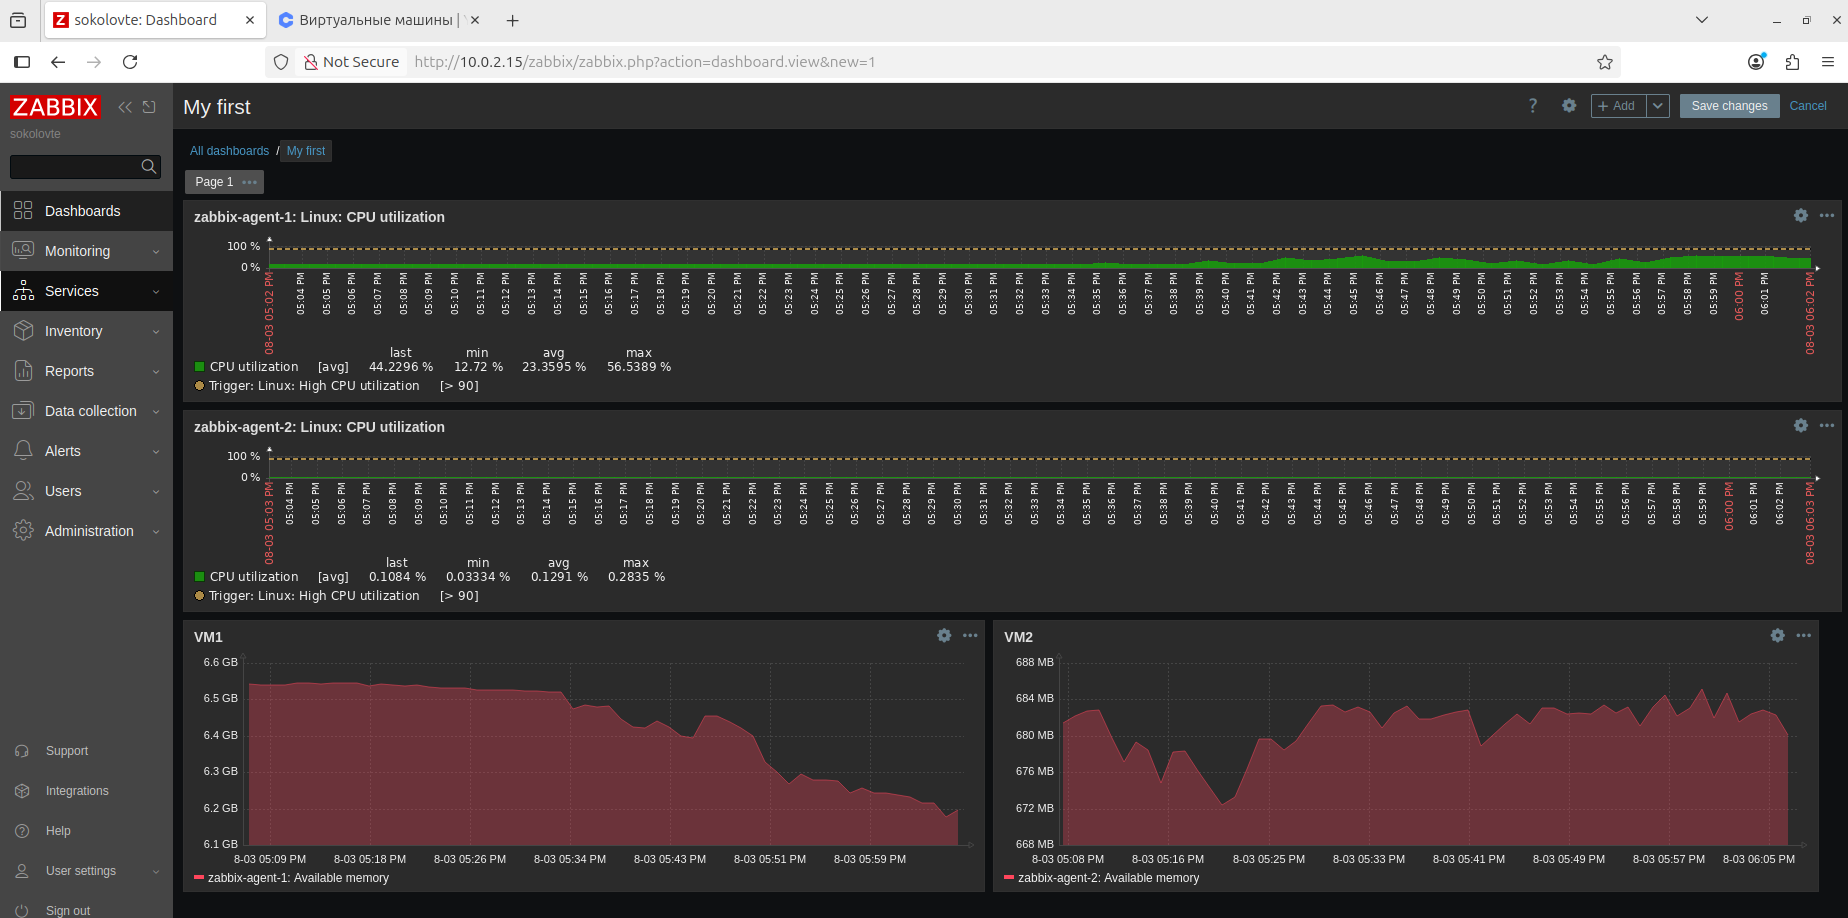 sokolovte: Dashboard
Виртуальные машины |
Not Secure http://10.0.2.15/zabbix/zabbix.php?action=dashboard.view&new=1
ZABBIX
sokolovte
Dashboards
Monitoring
Services
Inventory
Reports
Data collection
Alerts
Users
Administration
Support
Integrations
Help
User settings
Sign out
My first
? + Add Save changes Cancel
All dashboards / My first
Page 1
zabbix-agent-1: Linux: CPU utilization
100 %
0 %
08-03 05:02 PM 05:04 PM 05:05 PM 05:06 PM 05:07 PM 05:08 PM 05:09 PM 05:10 PM 05:11 PM 05:12 PM 05:13 PM 05:14 PM 05:15 PM 05:16 PM 05:17 PM 05:18 PM 05:19 PM 05:20 PM 05:21 PM 05:22 PM 05:23 PM 05:24 PM 05:25 PM 05:26 PM 05:27 PM 05:28 PM 05:29 PM 05:30 PM 05:31 PM 05:32 PM 05:33 PM 05:34 PM 05:35 PM 05:36 PM 05:37 PM 05:38 PM 05:39 PM 05:40 PM 05:41 PM 05:42 PM 05:43 PM 05:44 PM 05:45 PM 05:46 PM 05:47 PM 05:48 PM 05:49 PM 05:50 PM 05:51 PM 05:52 PM 05:53 PM 05:54 PM 05:55 PM 05:56 PM 05:57 PM 05:58 PM 05:59 PM 06:00 PM 06:01 PM 08-03 06:02 PM
last min avg max
CPU utilization [avg] 44.2296 % 12.72 % 23.3595 % 56.5389 %
Trigger: Linux: High CPU utilization [> 90]
zabbix-agent-2: Linux: CPU utilization
100 %
0 %
08-03 05:03 PM 05:04 PM 05:05 PM 05:06 PM 05:07 PM 05:08 PM 05:09 PM 05:10 PM 05:11 PM 05:12 PM 05:13 PM 05:14 PM 05:15 PM 05:16 PM 05:17 PM 05:18 PM 05:19 PM 05:20 PM 05:21 PM 05:22 PM 05:23 PM 05:24 PM 05:25 PM 05:26 PM 05:27 PM 05:28 PM 05:29 PM 05:30 PM 05:31 PM 05:32 PM 05:33 PM 05:34 PM 05:35 PM 05:36 PM 05:37 PM 05:38 PM 05:39 PM 05:40 PM 05:41 PM 05:42 PM 05:43 PM 05:44 PM 05:45 PM 05:46 PM 05:47 PM 05:48 PM 05:49 PM 05:50 PM 05:51 PM 05:52 PM 05:53 PM 05:54 PM 05:55 PM 05:56 PM 05:57 PM 05:58 PM 05:59 PM 06:00 PM 06:01 PM 06:02 PM 08-03 06:03 PM
last min avg max
CPU utilization [avg] 0.1084 % 0.03334 % 0.1291 % 0.2835 %
Trigger: Linux: High CPU utilization [> 90]
VM1
6.6 GB
6.5 GB
6.4 GB
6.3 GB
6.2 GB
6.1 GB
8-03 05:09 PM 8-03 05:18 PM 8-03 05:26 PM 8-03 05:34 PM 8-03 05:43 PM 8-03 05:51 PM 8-03 05:59 PM
zabbix-agent-1: Available memory
VM2
688 MB
684 MB
680 MB
676 MB
672 MB
668 MB
8-03 05:08 PM 8-03 05:16 PM 8-03 05:25 PM 8-03 05:33 PM 8-03 05:41 PM 8-03 05:49 PM 8-03 05:57 PM 8-03 06:05 PM
zabbix-agent-2: Available memory